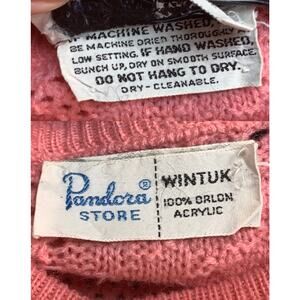 IF MACHINE WASHED,
BE MACHINE DRIED THOROUGHLY
LOW SETTING. IF HAND WASHED,
BUNCH UP, DRY ON SMOOTH SURFACE.
DO NOT HANG TO DRY.
DRY-CLEANABLE.
Pandora®
STORE
WINTUK
100% ORLON
ACRYLIC